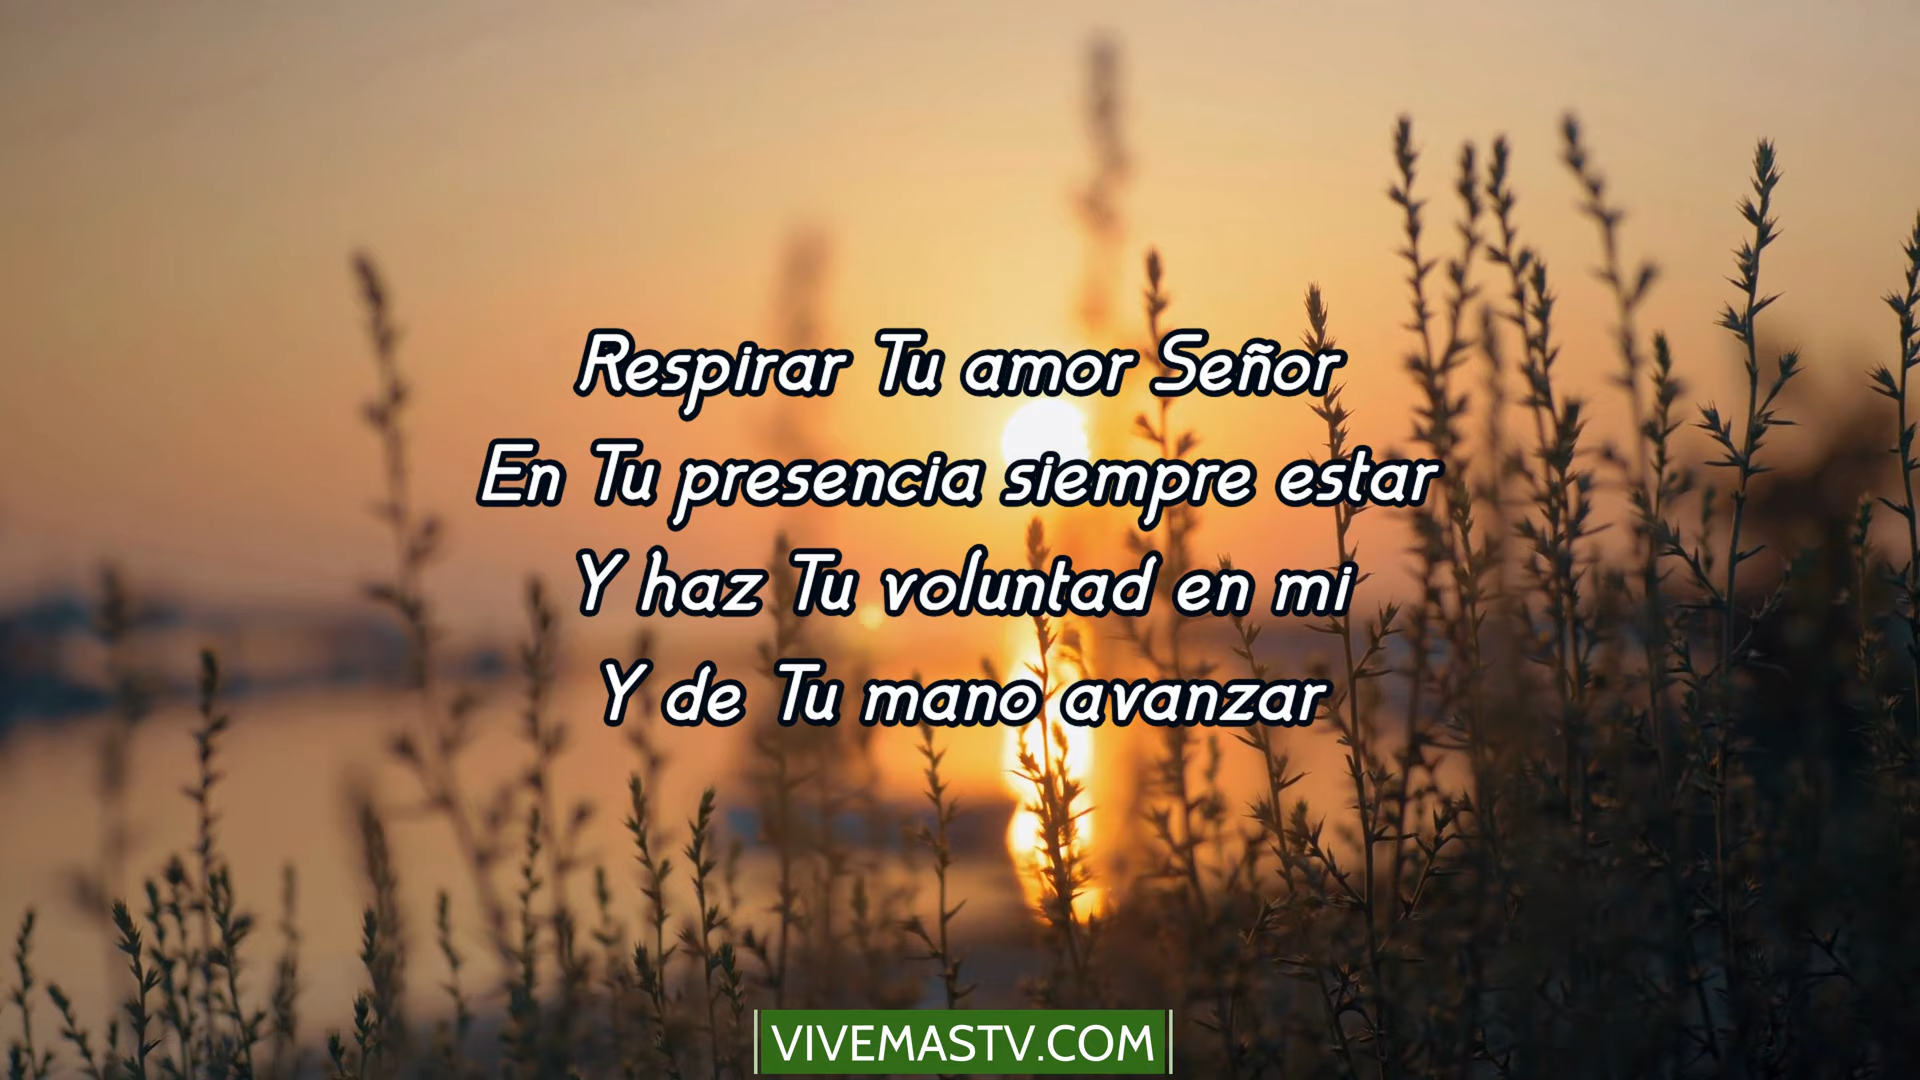 Respirar Tu amor Señor
En Tu presencia siempre estar
Y haz Tu voluntad en mi
Y de Tu mano avanzar
VIVEMASTV.COM